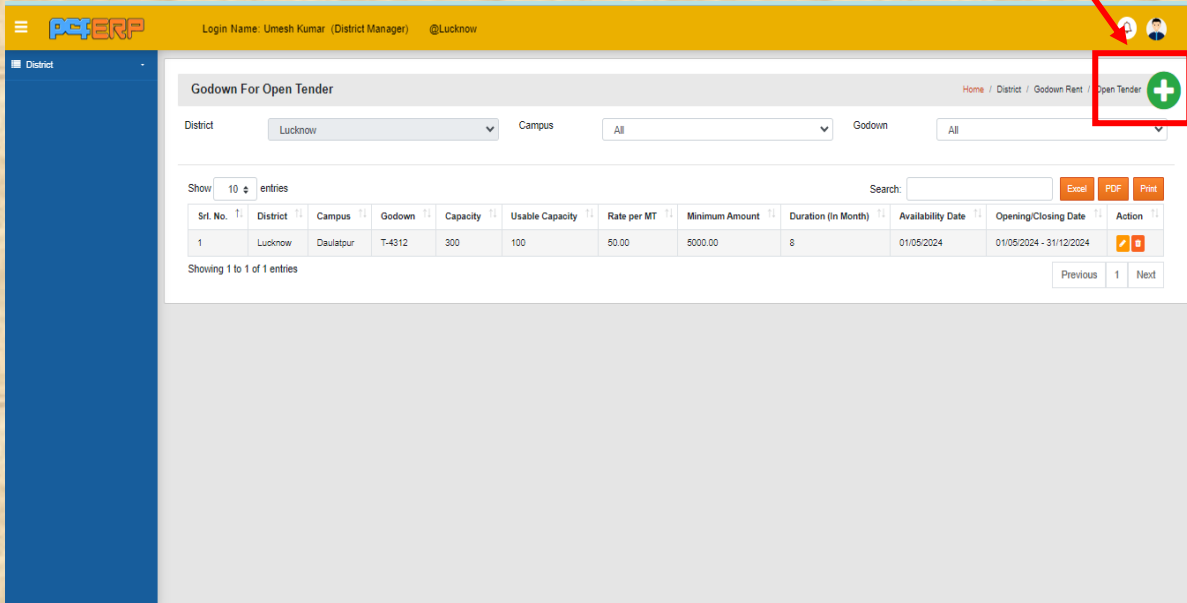 PCF ERP
Login Name: Umesh Kumar (District Manager) @Lucknow
District -
Godown For Open Tender
Home / District / Godown Rent / Open Tender
District Lucknow Campus All Godown All
Show 10 entries Search: Excel PDF Print
Srl. No. District Campus Godown Capacity Usable Capacity Rate per MT Minimum Amount Duration (In Month) Availability Date Opening/Closing Date Action
1 Lucknow Daulatpur T-4312 300 100 50.00 5000.00 8 01/05/2024 01/05/2024 - 31/12/2024
Showing 1 to 1 of 1 entries
Previous 1 Next